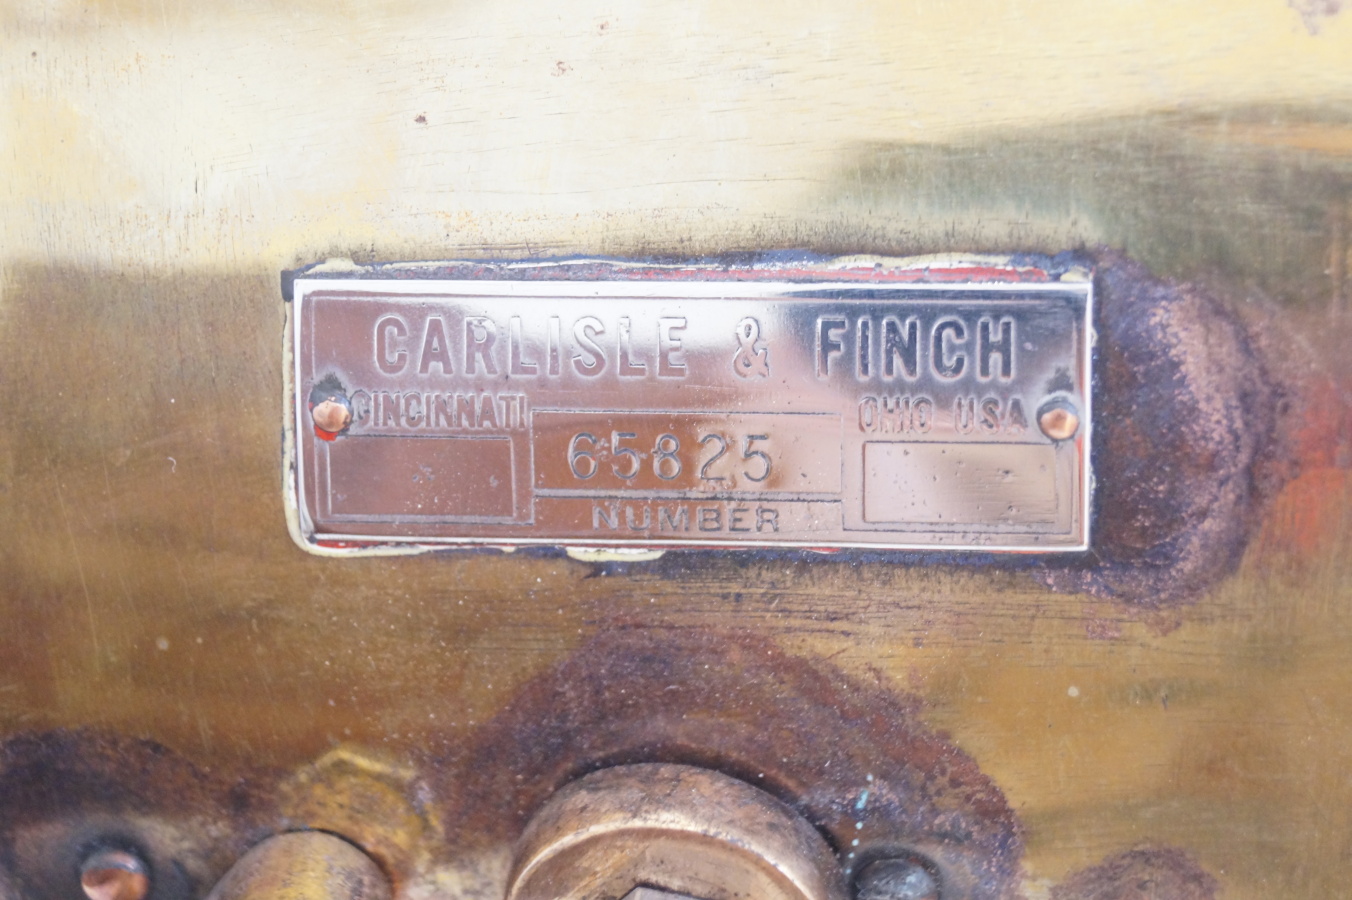 CARLISLE & FINCH
CINCINNATI OHIO USA
65825
NUMBER